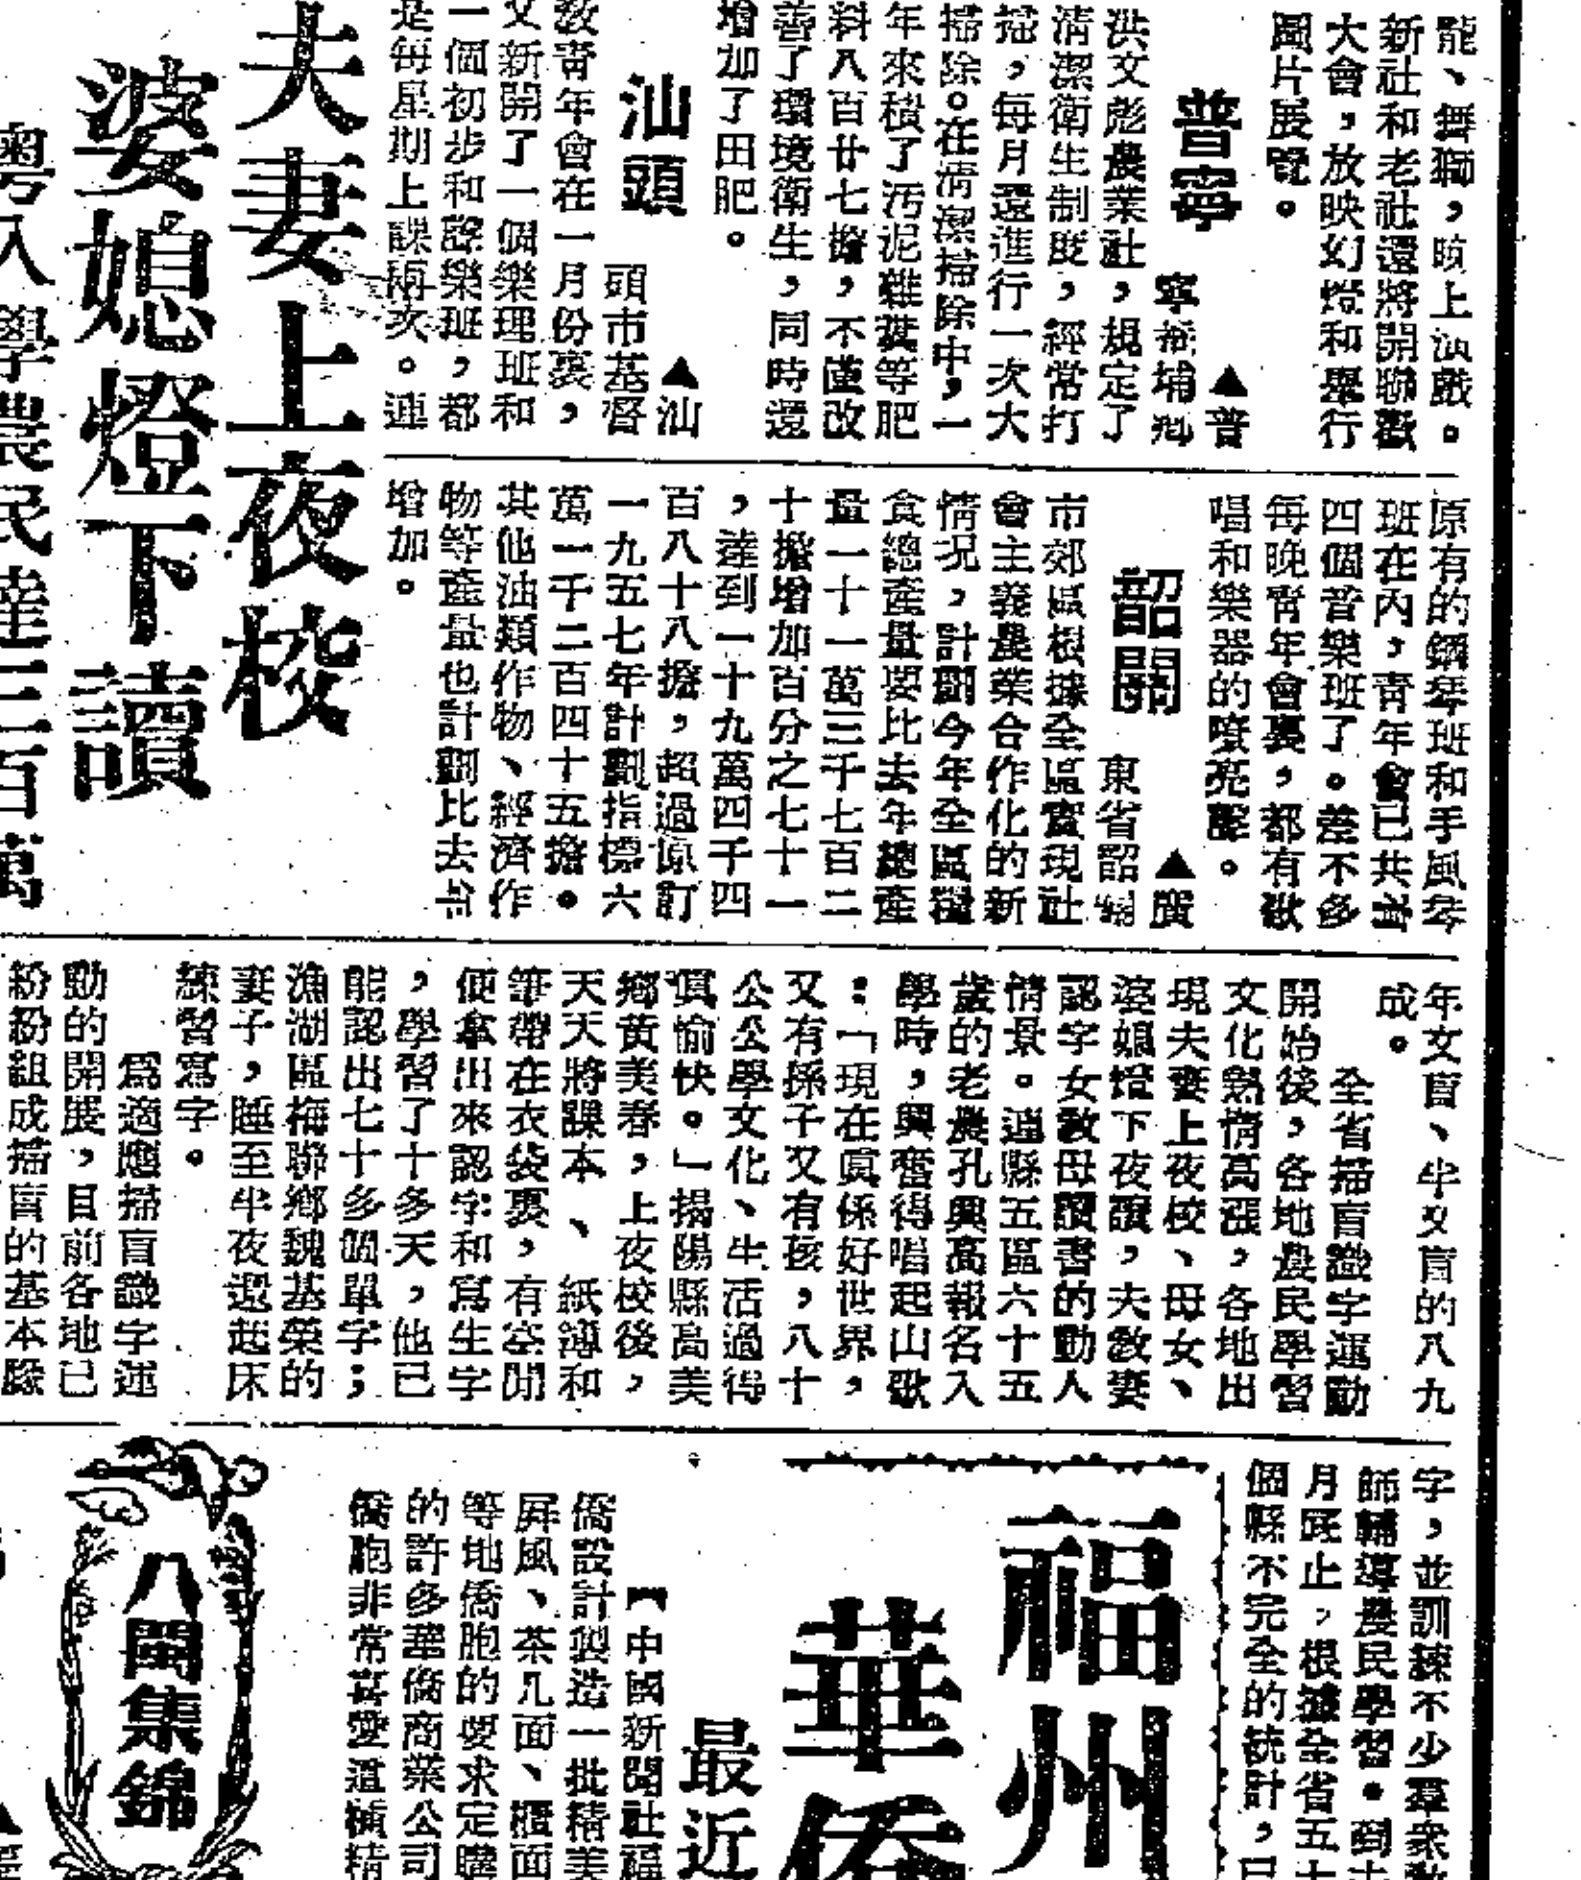 龍、舞獅，晚上演戲。
新社和老社還將開聯歡
大會，放映幻燈和舉行
圖片展覽。
普寧
▲普
寧 埔鄉
洪文彪農業社，規定了
清潔衛生制度，經常打
掃，每月還進行一次大
掃除。在清潔掃除中，一
年來積了汚泥雜糞等肥
料八百廿七擔，不僅改
善了環境衛生，同時還
增加了田肥。
汕頭
▲汕
頭市基督
敎靑年會在一月份裏，
又新開了一個樂理班和
一個初步和聲樂班，都
是每星期上課兩次。連
原有的鋼琴班和手風琴
班在內，靑年會已共有
四個音樂班了。差不多
每晚靑年會裏，都有歌
唱和樂器的嘹亮聲。
韶關
▲廣
東省韶關
市郊區根據全區實現社
會主義農業合作化的新
情況，計劃今年全區糧
食總產量要比去年總產
量一十一萬三千七百二
十擔增加百分之七十一
，達到一十九萬四千四
百八十八擔，超過原訂
一九五七年計劃指標六
萬一千二百四十五擔。
其他油類作物、經濟作
物等產量也計劃比去年
增加。
夫妻上夜校
婆媳燈下讀
粵入學農民達三百萬
年文盲、半文盲的八九
成。
全省掃盲識字運動
開始後，各地農民學習
文化熱情高漲，各地出
現夫妻上夜校、母女、
婆媳燈下夜讀，夫敎妻
認字女敎母讀書的動人
情景。連縣五區六十五
歲的老農孔興高報名入
學時，興奮得唱起山歌
：「現在眞係好世界，
又有孫子又有孩，八十
公公學文化、生活過得
眞愉快。」揭陽縣高美
鄉黃美春，上夜校後，
天天將課本、紙簿和
筆帶在衣袋裏，有空閒
便拿出來認字和寫生字
，學習了十多天，他已
能認出七十多個單字；
漁湖區梅聯鄉魏基榮的
妻子，睡至半夜還起床
練習寫字。
爲適應掃盲識字運
動的開展，目前各地已
紛紛組成掃盲的基本隊
字，並訓練不少羣衆敎
師輔導農民學習。到
月底止，根據全省五十
個縣不完全的統計，已
福州
華僑
最近
【中國新聞社福
僑設計製造一批精美
屏風、茶几面、櫃面
等地僑胞的要求定購
的許多華僑商業公司
僑胞非常喜愛這種精
八閩集錦